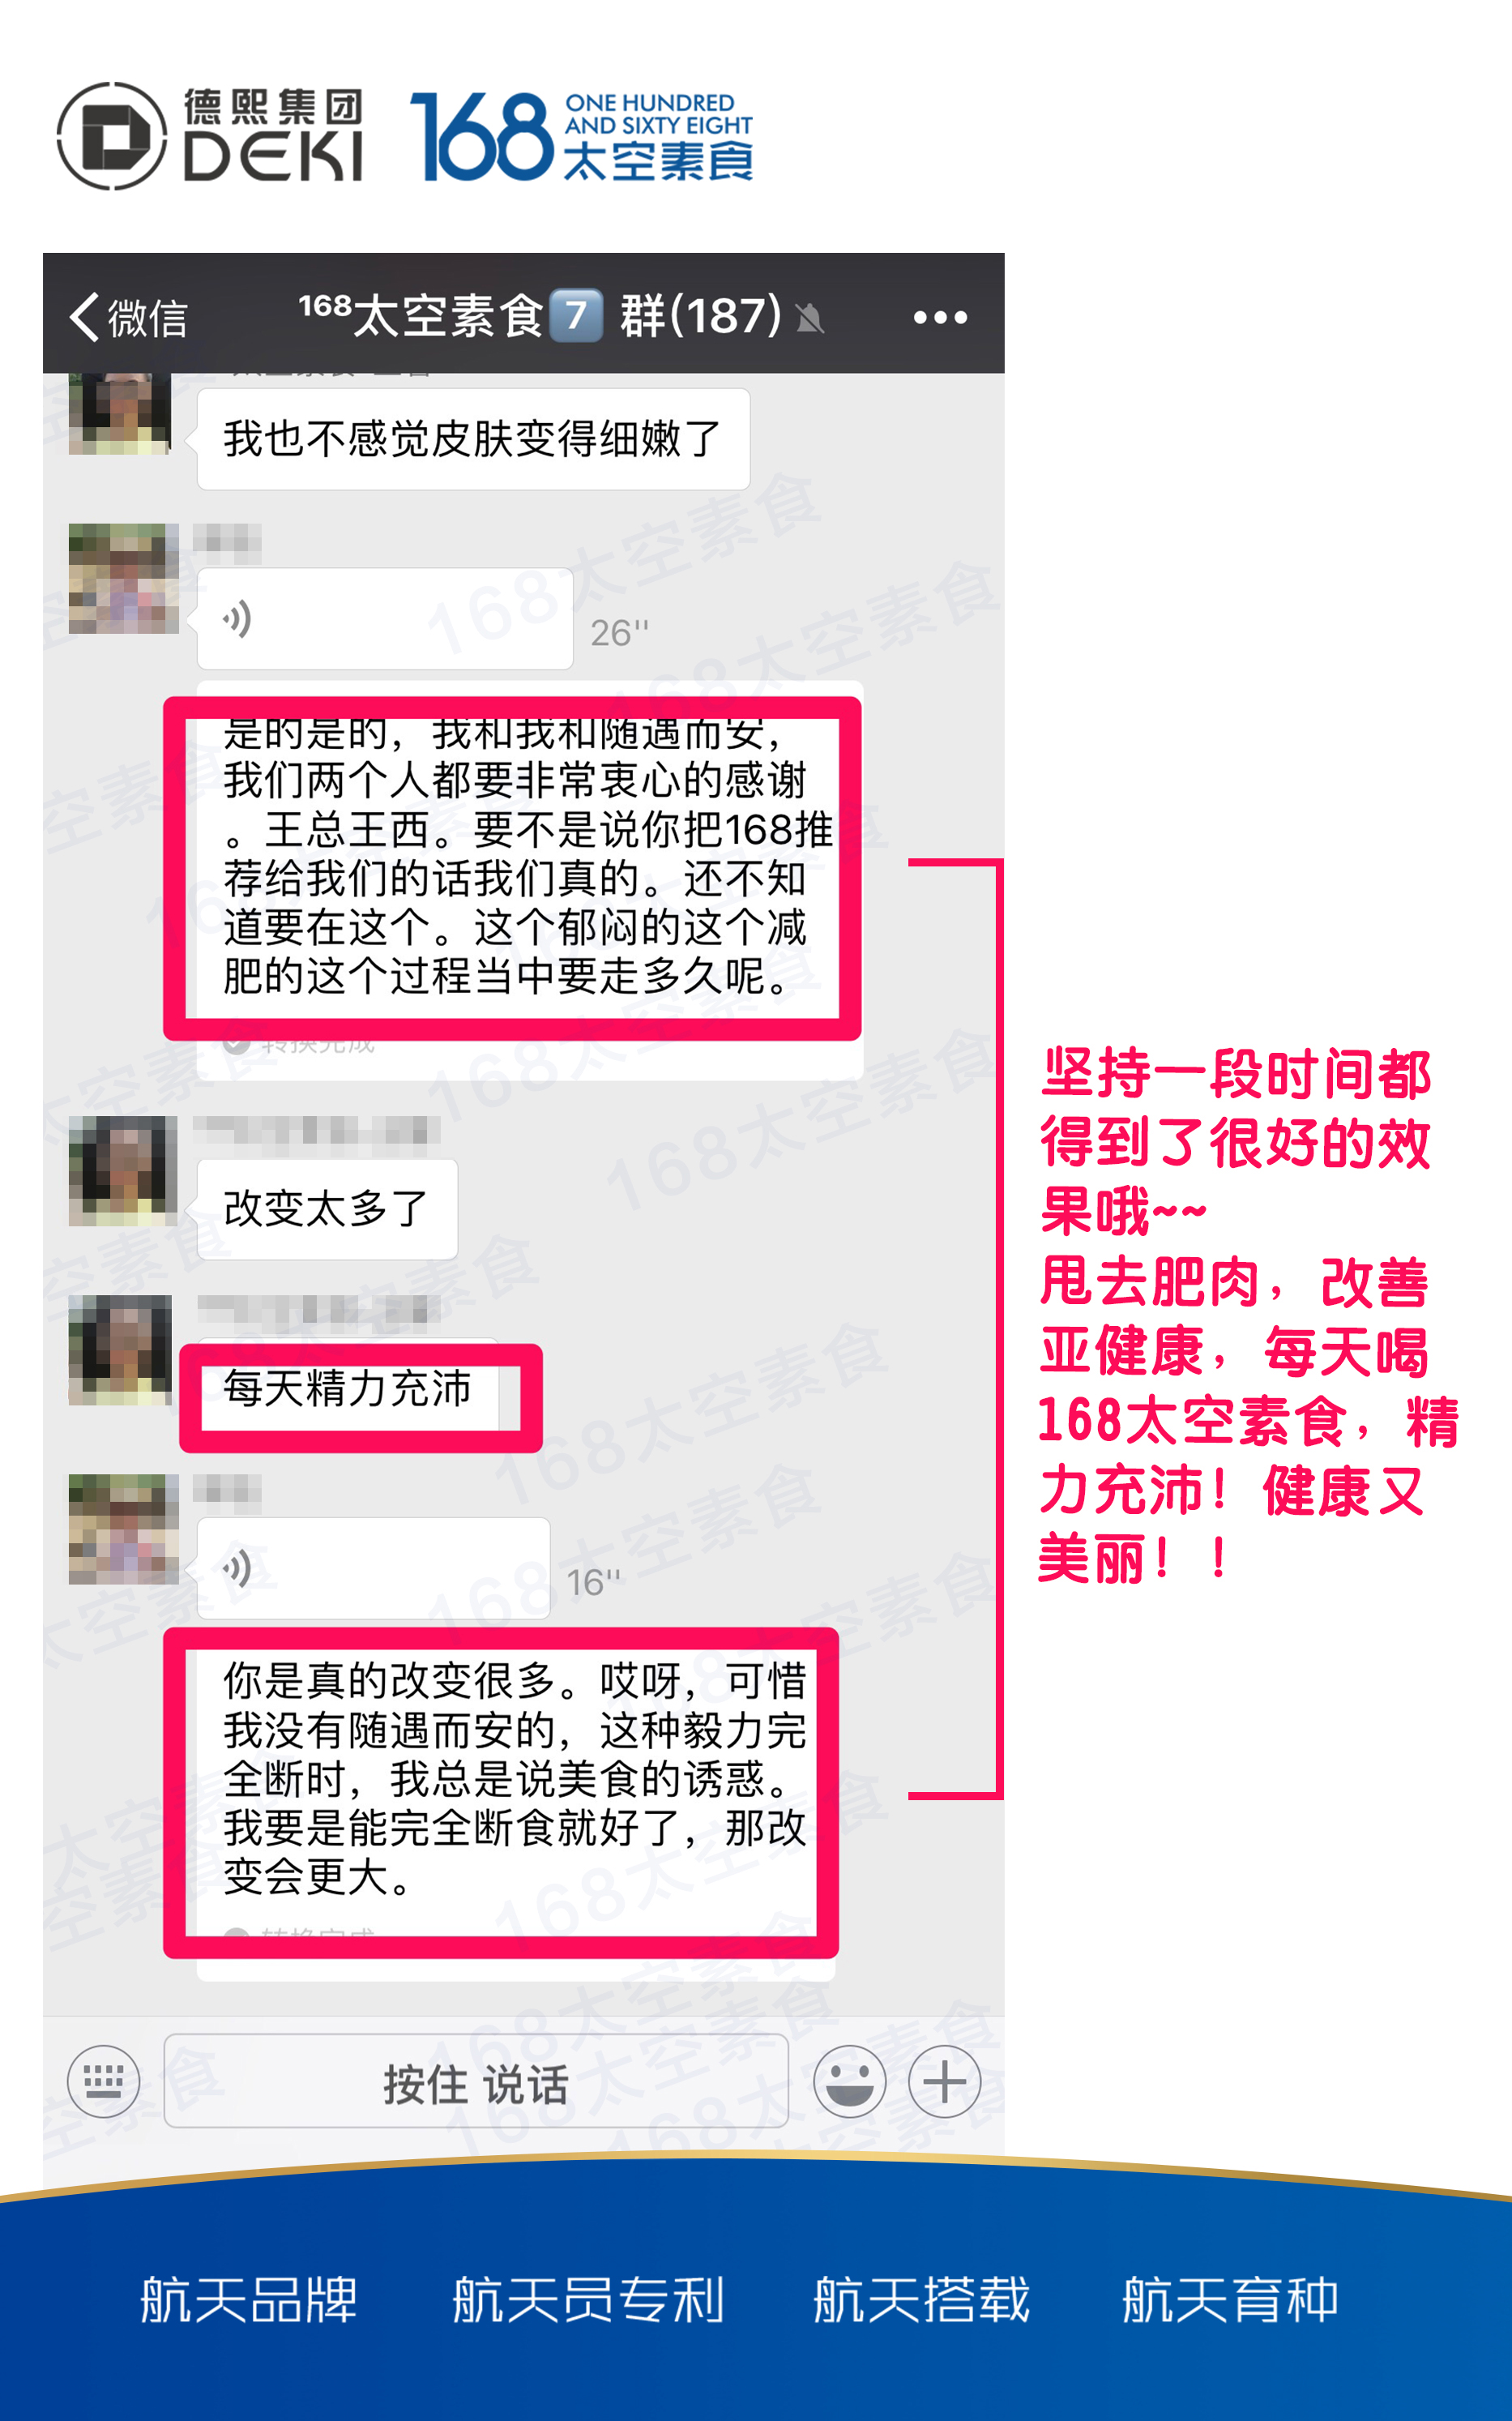 德熙集团
DEKI
168
ONE HUNDRED
AND SIXTY EIGHT
太空素食
微信
168太空素食7 群(187)
我也不感觉皮肤变得细嫩了
26''
是的是的，我和我和随遇而安，
我们两个人都要非常衷心的感谢
。王总王西。要不是说你把168推
荐给我们的话我们真的。还不知
道要在这个。这个郁闷的这个减
肥的这个过程当中要走多久呢。
转换完成
改变太多了
每天精力充沛
16''
你是真的改变很多。哎呀，可惜
我没有随遇而安的，这种毅力完
全断时，我总是说美食的诱惑。
我要是能完全断食就好了，那改
变会更大。
转换完成
按住 说话
坚持一段时间都
得到了很好的效
果哦~~
甩去肥肉，改善
亚健康，每天喝
168太空素食，精
力充沛！健康又
美丽！！
168太空素食
航天品牌 航天员专利 航天搭载 航天育种